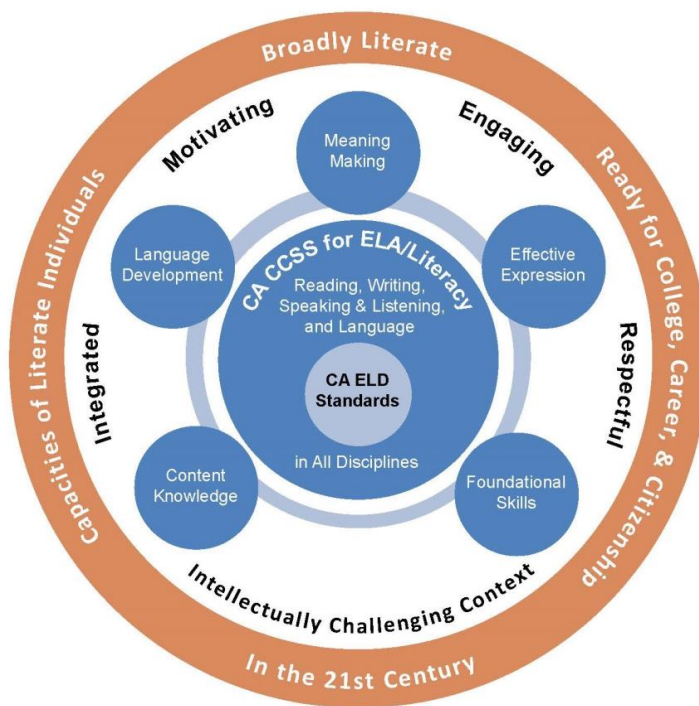 Broadly Literate
Motivating
Engaging
Meaning
Making
Capacities of Literate Individuals
Ready for College, Career, & Citizenship
Language
Development
Effective
Expression
CA CCSS for ELA/Literacy
Reading, Writing,
Speaking & Listening,
and Language
CA ELD
Standards
in All Disciplines
Integrated
Respectful
Content
Knowledge
Foundational
Skills
Intellectually Challenging Context
In the 21st Century